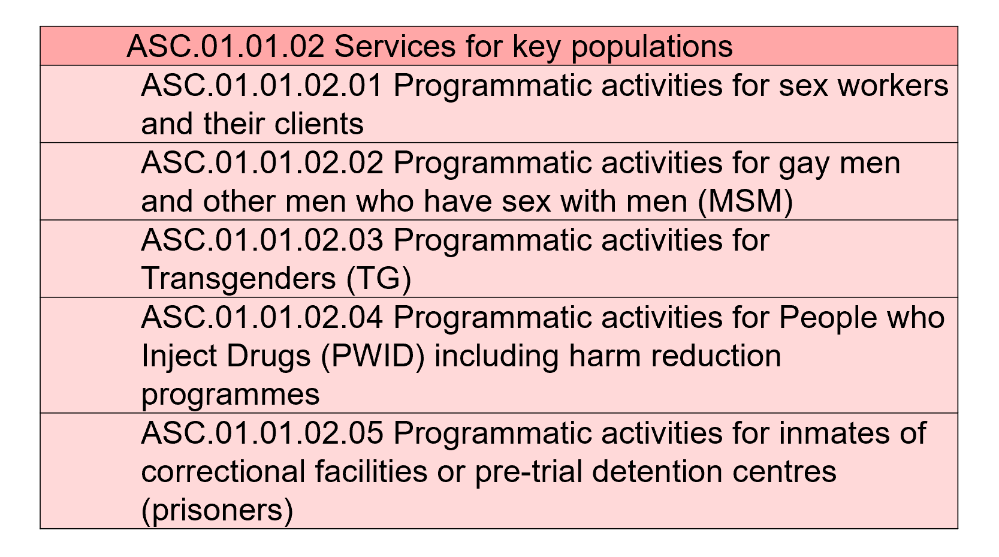 ASC.01.01.02 Services for key populations
ASC.01.01.02.01 Programmatic activities for sex workers
and their clients
ASC.01.01.02.02 Programmatic activities for gay men
and other men who have sex with men (MSM)
ASC.01.01.02.03 Programmatic activities for
Transgenders (TG)
ASC.01.01.02.04 Programmatic activities for People who
Inject Drugs (PWID) including harm reduction
programmes
ASC.01.01.02.05 Programmatic activities for inmates of
correctional facilities or pre-trial detention centres
(prisoners)